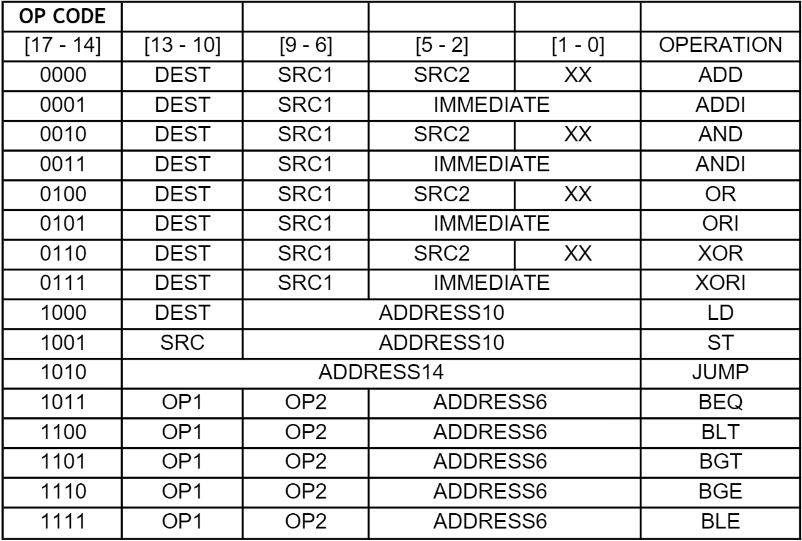 OP CODE
[17 - 14] [13 - 10] [9 - 6] [5 - 2] [1 - 0] OPERATION
0000 DEST SRC1 SRC2 XX ADD
0001 DEST SRC1 IMMEDIATE ADDI
0010 DEST SRC1 SRC2 XX AND
0011 DEST SRC1 IMMEDIATE ANDI
0100 DEST SRC1 SRC2 XX OR
0101 DEST SRC1 IMMEDIATE ORI
0110 DEST SRC1 SRC2 XX XOR
0111 DEST SRC1 IMMEDIATE XORI
1000 DEST ADDRESS10 LD
1001 SRC ADDRESS10 ST
1010 ADDRESS14 JUMP
1011 OP1 OP2 ADDRESS6 BEQ
1100 OP1 OP2 ADDRESS6 BLT
1101 OP1 OP2 ADDRESS6 BGT
1110 OP1 OP2 ADDRESS6 BGE
1111 OP1 OP2 ADDRESS6 BLE